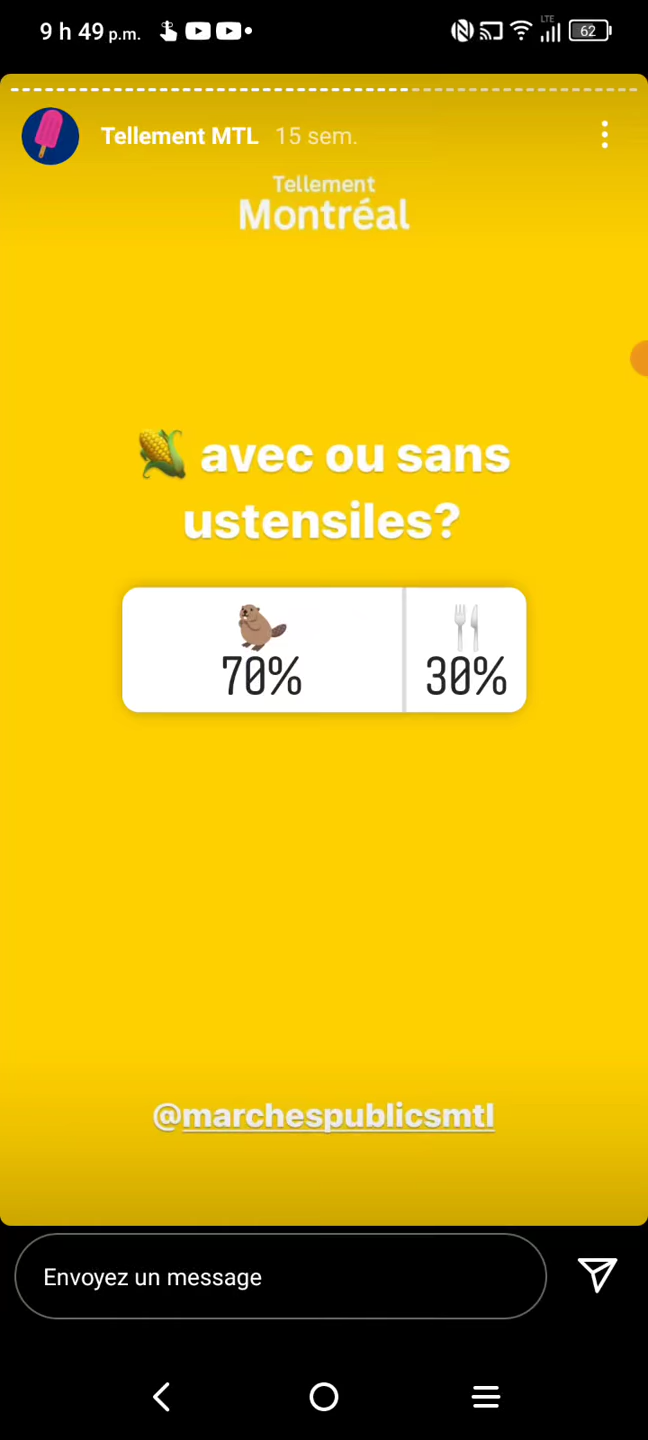 9 h 49 p.m.
LTE
62
Tellement MTL 15 sem.
Tellement
Montréal
🌽 avec ou sans
ustensiles?
🦫 🍴
70% 30%
@marchespublicsmtl
Envoyez un message